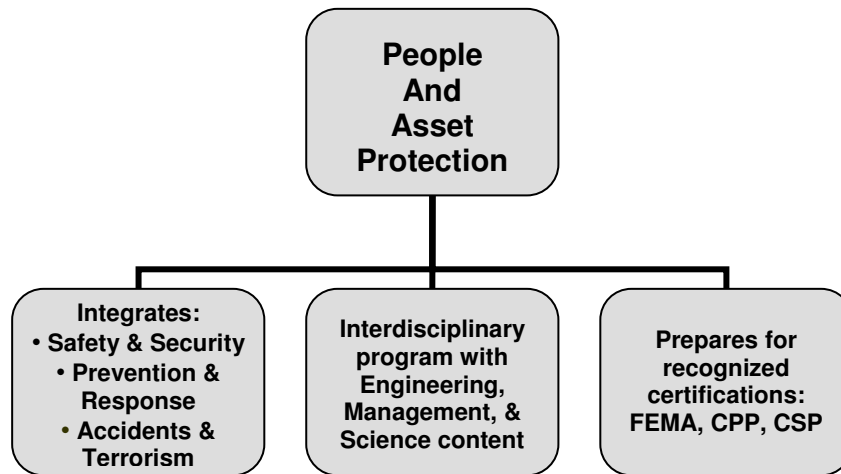 People
And
Asset
Protection
Integrates:
• Safety & Security
• Prevention &
Response
• Accidents &
Terrorism
Interdisciplinary
program with
Engineering,
Management, &
Science content
Prepares for
recognized
certifications:
FEMA, CPP, CSP